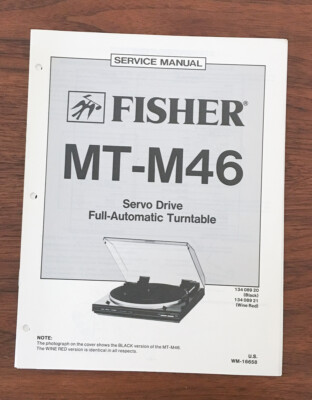 SERVICE MANUAL
FISHER®
MT-M46
Servo Drive
Full-Automatic Turntable
(Black)
(Wine Red)
NOTE:
The photograph on the cover shows the BLACK version of the MT-M46.
The WINE RED version is identical in all respects.
U.S.